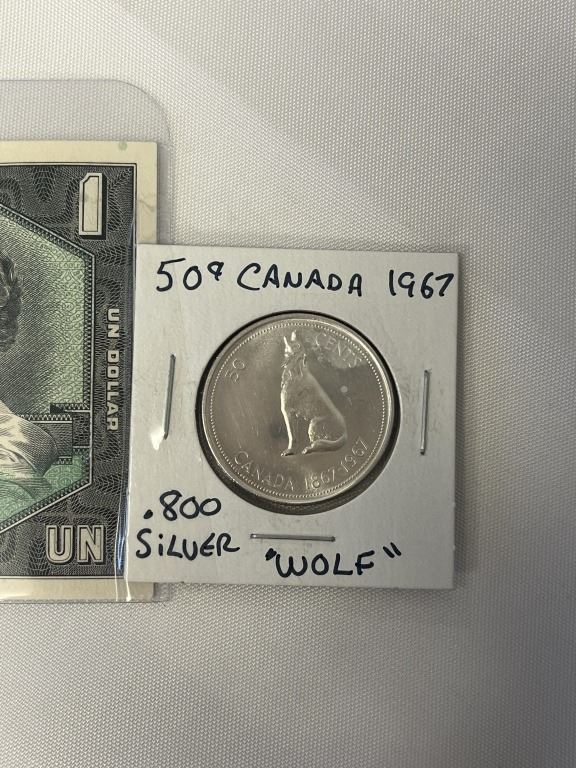 1
UN DOLLAR
UN
50¢ CANADA 1967
50 CENTS
CANADA 1867-1967
.800
SILVER "WOLF"